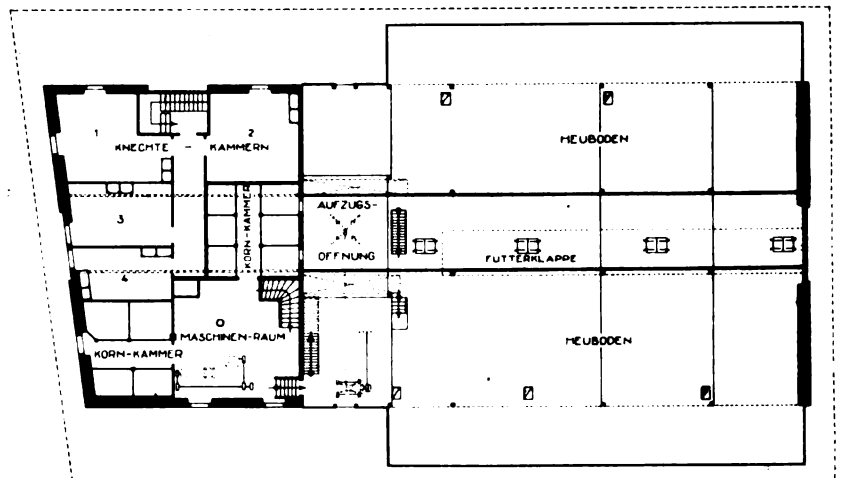 1
2
KNECHTE - KAMMERN
HEUBODEN
3
KORN-KAMMER
AUFZUGS-
ÖFFNUNG
FUTTERKLAPPE
4
MASCHINEN-RAUM
KORN-KAMMER
HEUBODEN